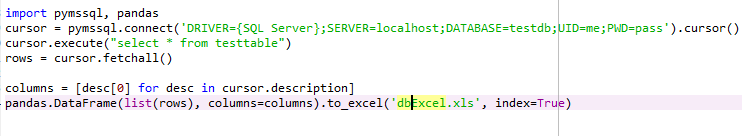 import pymssql, pandas
cursor = pymssql.connect('DRIVER={SQL Server};SERVER=localhost;DATABASE=testdb;UID=me;PWD=pass').cursor()
cursor.execute("select * from testtable")
rows = cursor.fetchall()
columns = [desc[0] for desc in cursor.description]
pandas.DataFrame(list(rows), columns=columns).to_excel('dbExcel.xls', index=True)